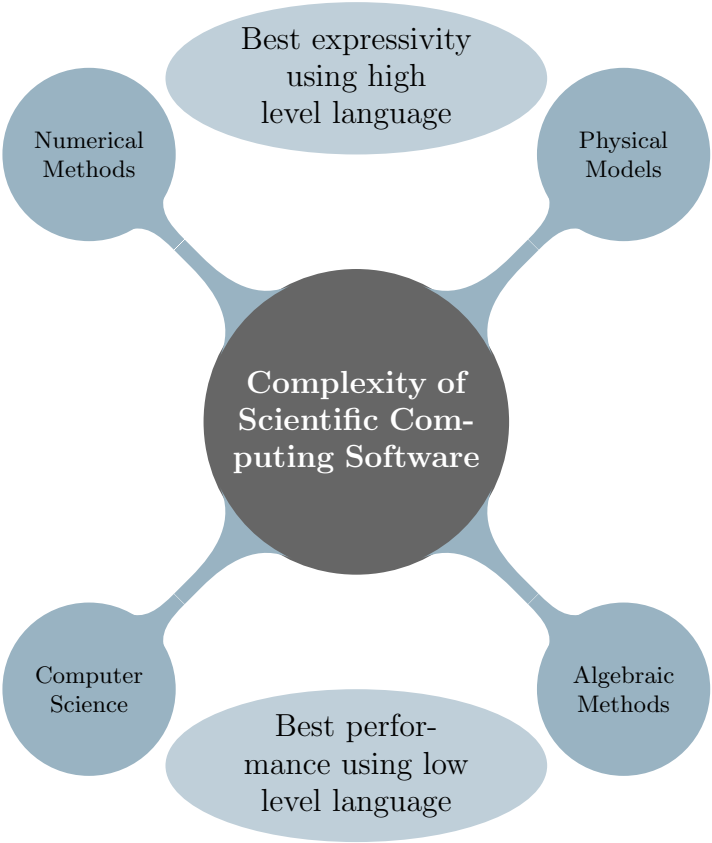 Best expressivity
using high
level language
Numerical
Methods
Physical
Models
Complexity of
Scientific Com-
puting Software
Computer
Science
Algebraic
Methods
Best perfor-
mance using low
level language